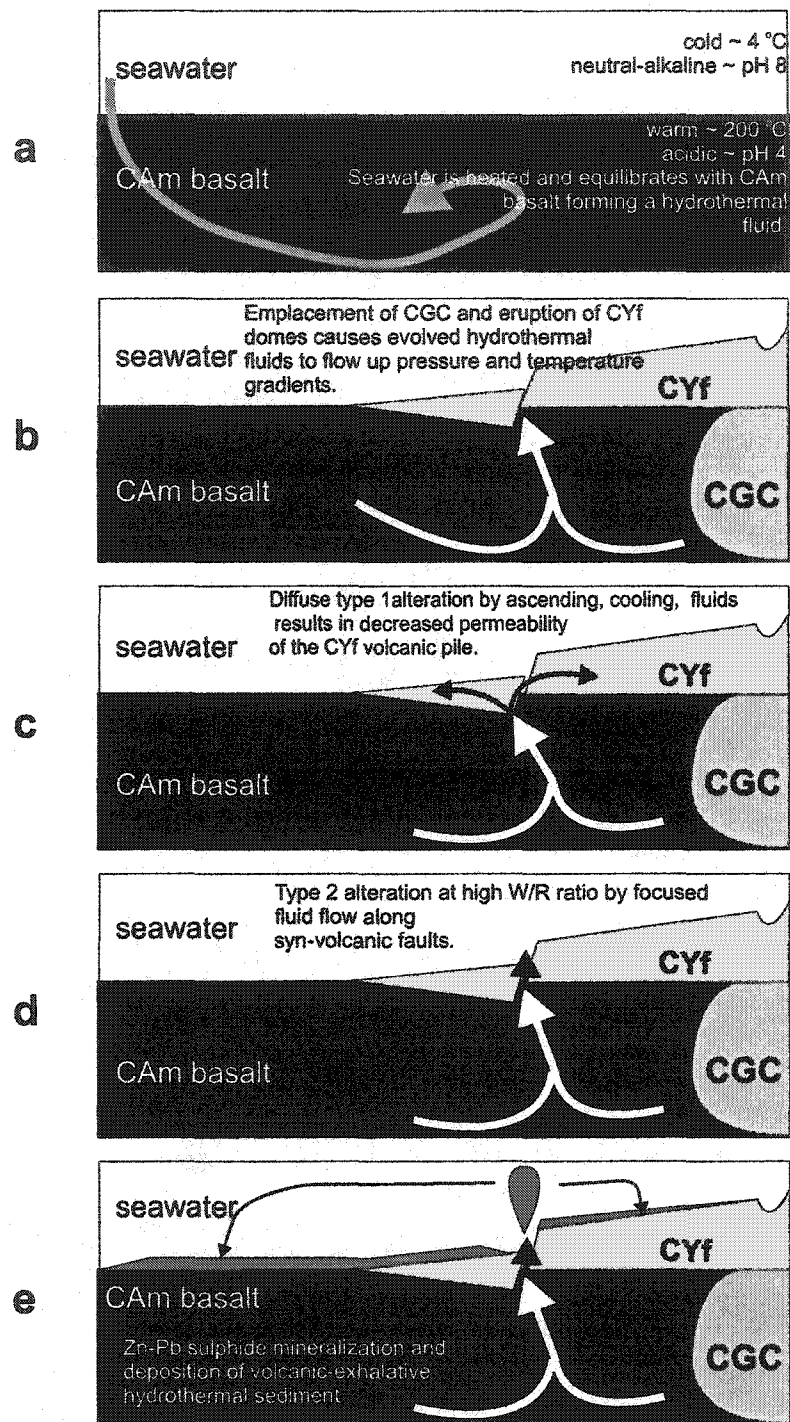 a
seawater
cold ~ 4 °C
neutral-alkaline ~ pH 8
CAm basalt
warm ~ 200 °C
acidic ~ pH 4
Seawater is heated and equilibrates with CAm
basalt forming a hydrothermal
fluid.
b
Emplacement of CGC and eruption of CYf
domes causes evolved hydrothermal
fluids to flow up pressure and temperature
gradients.
seawater
CYf
CAm basalt
CGC
c
Diffuse type 1alteration by ascending, cooling, fluids
results in decreased permeability
of the CYf volcanic pile.
seawater
CYf
CAm basalt
CGC
d
Type 2 alteration at high W/R ratio by focused
fluid flow along
syn-volcanic faults.
seawater
CYf
CAm basalt
CGC
e
seawater
CYf
CAm basalt
Zn-Pb sulphide mineralization and
deposition of volcanic-exhalative
hydrothermal sediment
CGC